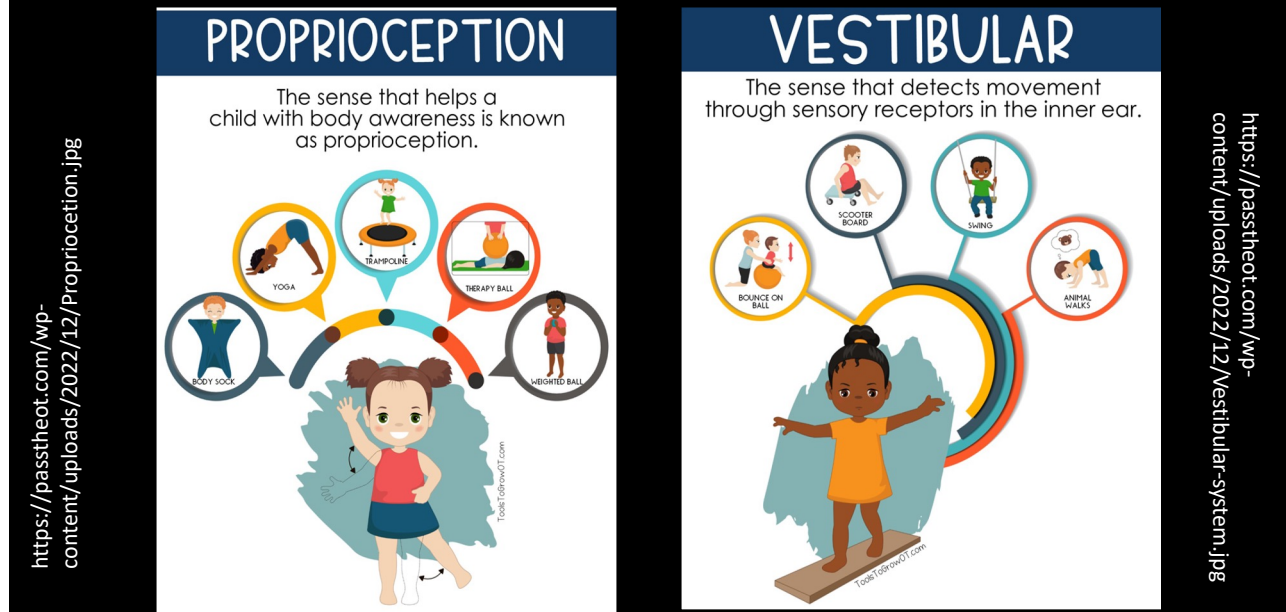 https://passtheot.com/wp-
content/uploads/2022/12/Propriocetion.jpg
PROPRIOCEPTION
The sense that helps a
child with body awareness is known
as proprioception.
BODY SOCK
YOGA
TRAMPOLINE
THERAPY BALL
WEIGHTED BALL
ToolsToGrowOT.com
VESTIBULAR
The sense that detects movement
through sensory receptors in the inner ear.
BOUNCE ON
BALL
SCOOTER
BOARD
SWING
ANIMAL
WALKS
ToolsToGrowOT.com
https://passtheot.com/wp-
content/uploads/2022/12/Vestibular-system.jpg